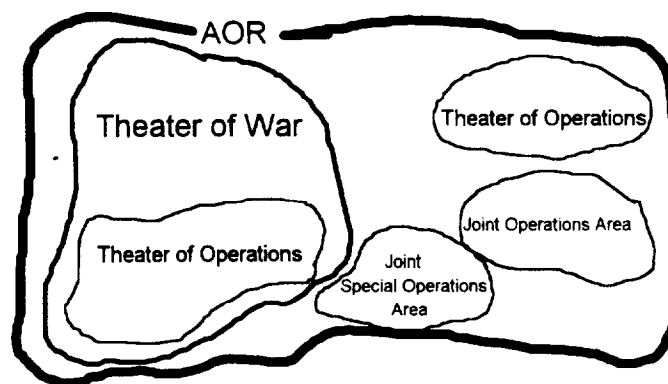 AOR
Theater of War
Theater of Operations
Theater of Operations
Joint Operations Area
Joint
Special Operations
Area